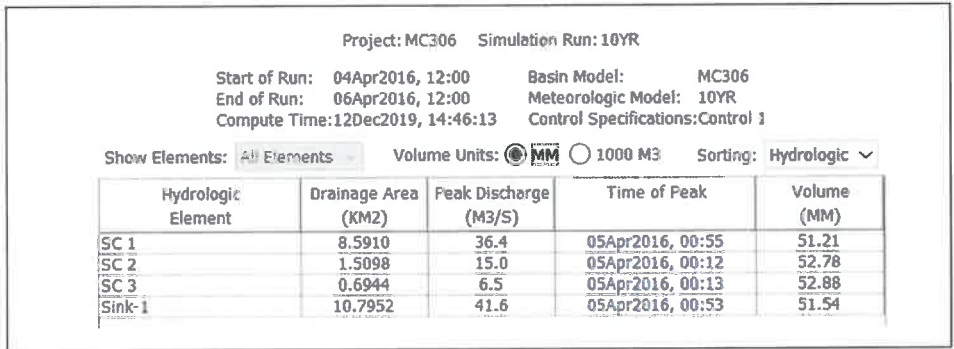 Project: MC306 Simulation Run: 10YR
Start of Run: 04Apr2016, 12:00 Basin Model: MC306
End of Run: 06Apr2016, 12:00 Meteorologic Model: 10YR
Compute Time:12Dec2019, 14:46:13 Control Specifications:Control 1
Show Elements: All Elements Volume Units: MM 1000 M3 Sorting: Hydrologic
Hydrologic Element Drainage Area (KM2) Peak Discharge (M3/S) Time of Peak Volume (MM)
SC 1 8.5910 36.4 05Apr2016, 00:55 51.21
SC 2 1.5098 15.0 05Apr2016, 00:12 52.78
SC 3 0.6944 6.5 05Apr2016, 00:13 52.88
Sink-1 10.7952 41.6 05Apr2016, 00:53 51.54